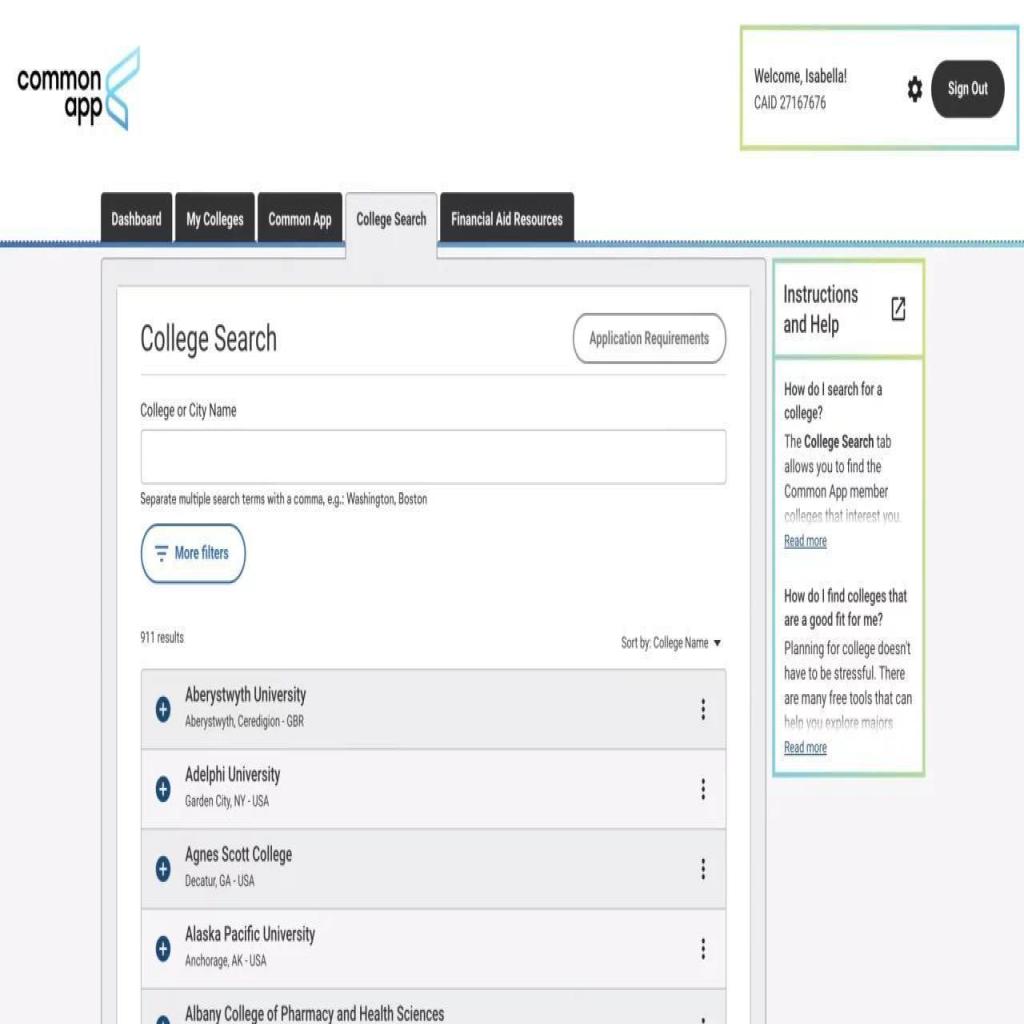 common
app
Welcome, Isabella!
CAID 27167676
Sign Out
Dashboard
My Colleges
Common App
College Search
Financial Aid Resources
College Search
Application Requirements
College or City Name
Separate multiple search terms with a comma, e.g.: Washington, Boston
More filters
911 results
Sort by: College Name
Aberystwyth University
Aberystwyth, Ceredigion - GBR
Adelphi University
Garden City, NY - USA
Agnes Scott College
Decatur, GA - USA
Alaska Pacific University
Anchorage, AK - USA
Albany College of Pharmacy and Health Sciences
Instructions
and Help
How do I search for a
college?
The College Search tab
allows you to find the
Common App member
colleges that interest you.
Read more
How do I find colleges that
are a good fit for me?
Planning for college doesn't
have to be stressful. There
are many free tools that can
help you explore majors
Read more